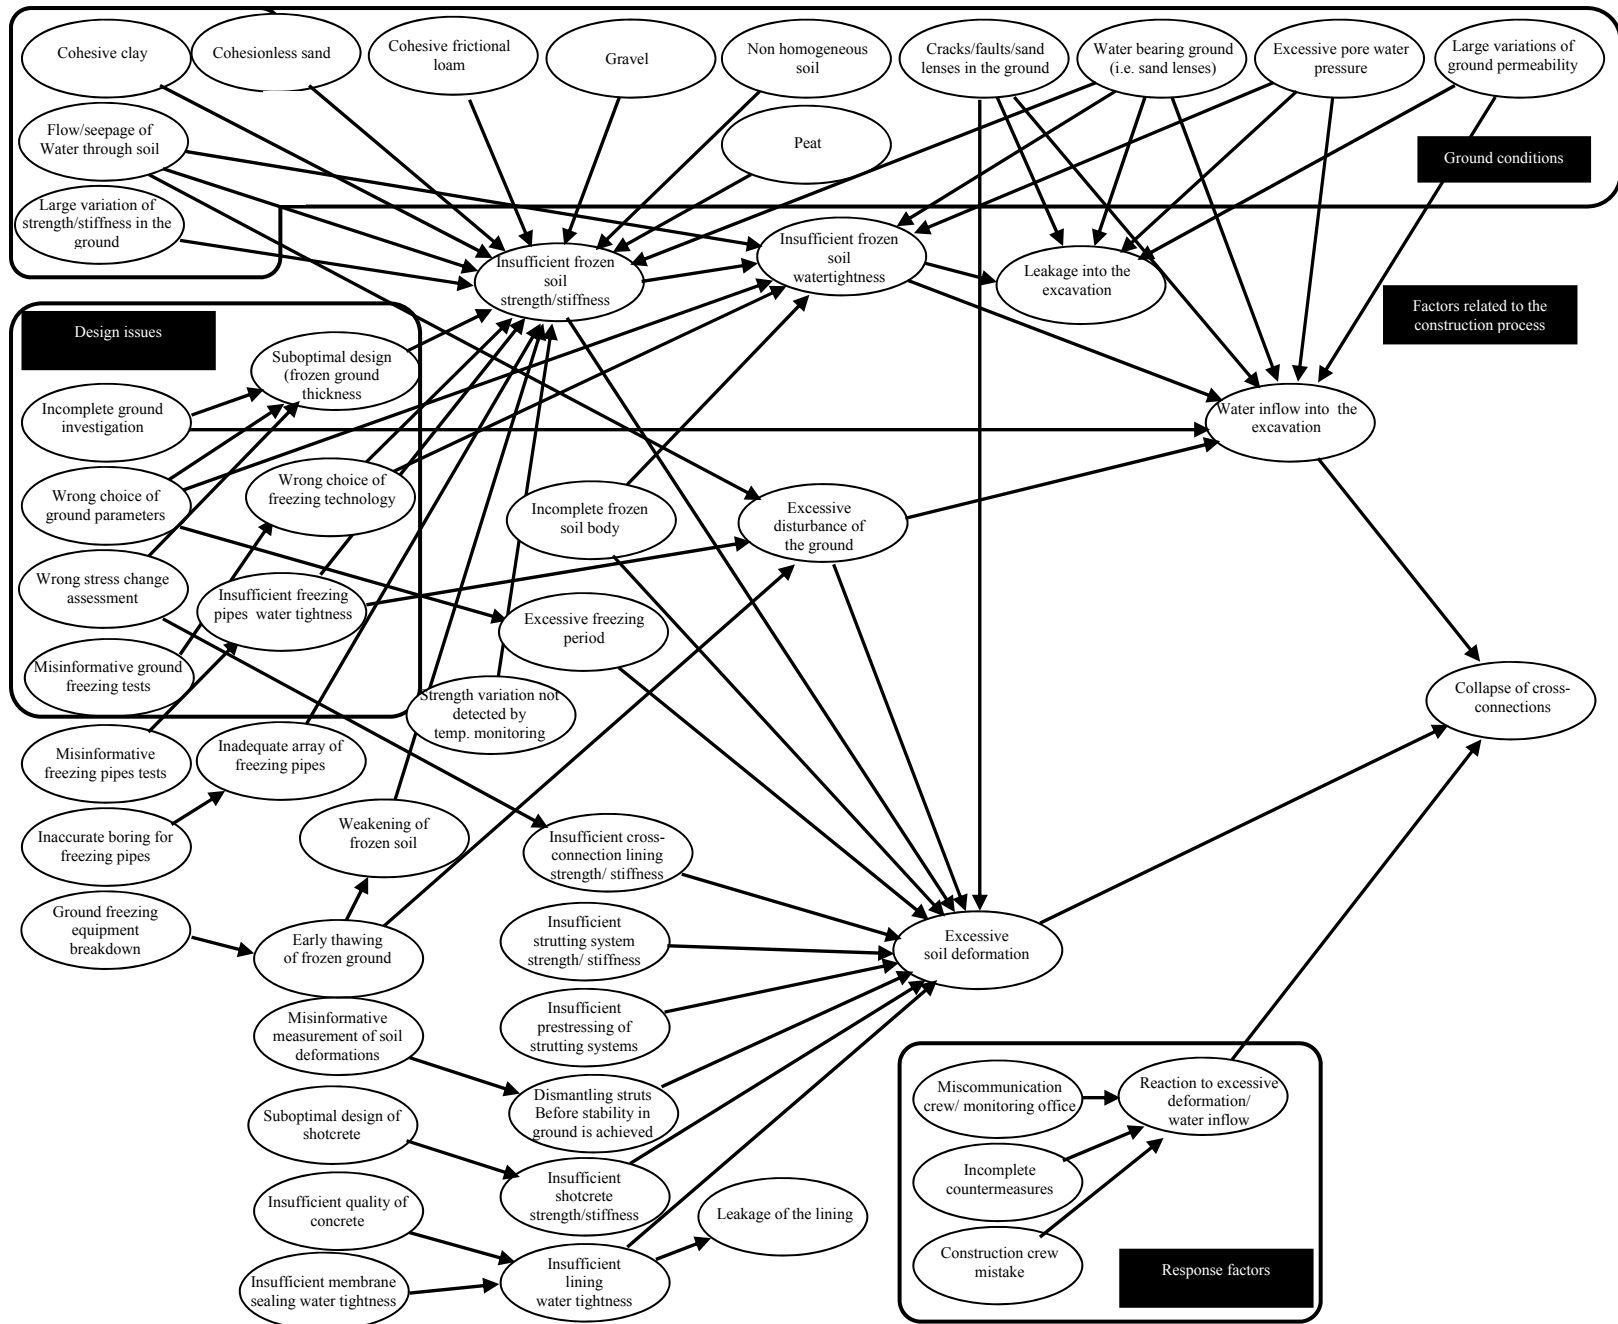 Cohesive clay
Cohesionless sand
Cohesive frictional
loam
Gravel
Non homogeneous
soil
Cracks/faults/sand
lenses in the ground
Water bearing ground
(i.e. sand lenses)
Excessive pore water
pressure
Large variations of
ground permeability
Flow/seepage of
Water through soil
Peat
Ground conditions
Large variation of
strength/stiffness in the
ground
Insufficient frozen
soil
strength/stiffness
Insufficient frozen
soil
watertightness
Leakage into the
excavation
Factors related to the
construction process
Design issues
Suboptimal design
(frozen ground
thickness
Incomplete ground
investigation
Water inflow into the
excavation
Wrong choice of
ground parameters
Wrong choice of
freezing technology
Incomplete frozen
soil body
Excessive
disturbance of
the ground
Wrong stress change
assessment
Insufficient freezing
pipes water tightness
Excessive freezing
period
Misinformative ground
freezing tests
Strength variation not
detected by
temp. monitoring
Collapse of cross-
connections
Misinformative
freezing pipes tests
Inadequate array of
freezing pipes
Inaccurate boring for
freezing pipes
Weakening of
frozen soil
Insufficient cross-
connection lining
strength/ stiffness
Ground freezing
equipment
breakdown
Early thawing
of frozen ground
Insufficient
strutting system
strength/ stiffness
Excessive
soil deformation
Misinformative
measurement of soil
deformations
Insufficient
prestressing of
strutting systems
Dismantling struts
Before stability in
ground is achieved
Miscommunication
crew/ monitoring office
Reaction to excessive
deformation/
water inflow
Suboptimal design of
shotcrete
Insufficient
shotcrete
strength/stiffness
Incomplete
countermeasures
Insufficient quality of
concrete
Leakage of the lining
Construction crew
mistake
Response factors
Insufficient membrane
sealing water tightness
Insufficient
lining
water tightness